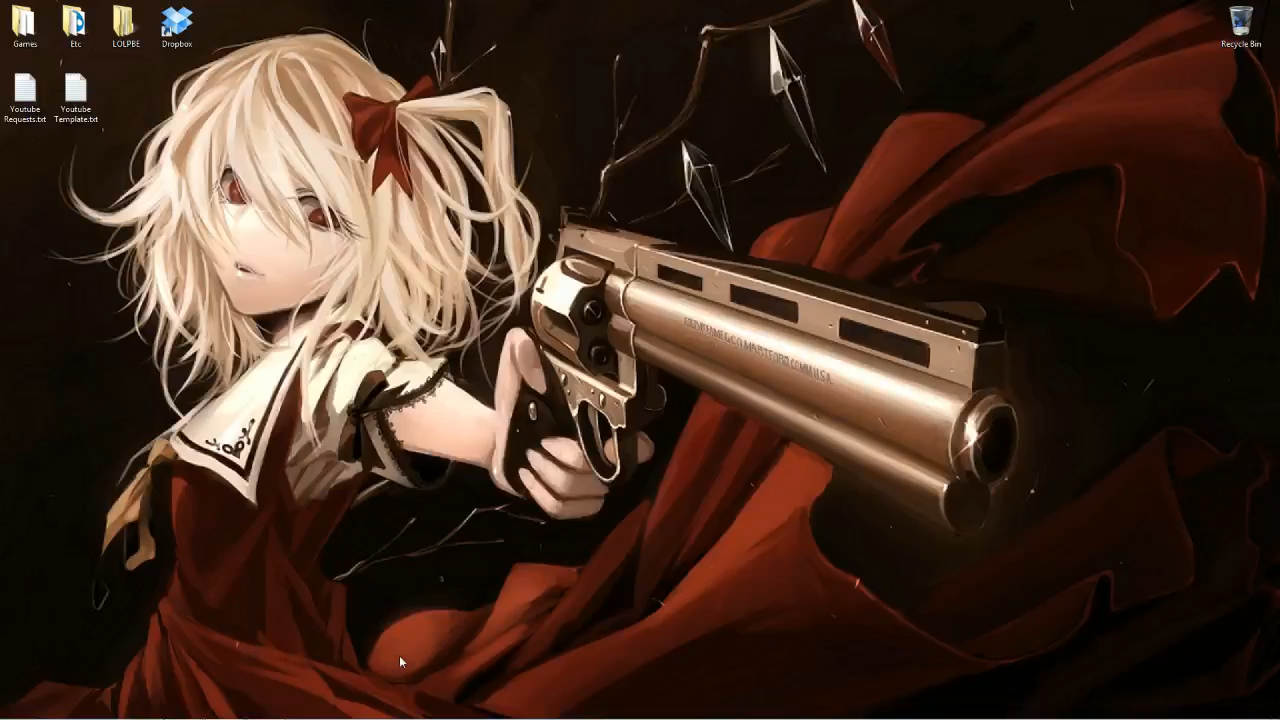 Games
Etc
LOLPBE
Dropbox
Recycle Bin
Youtube
Requests.txt
Youtube
Template.txt